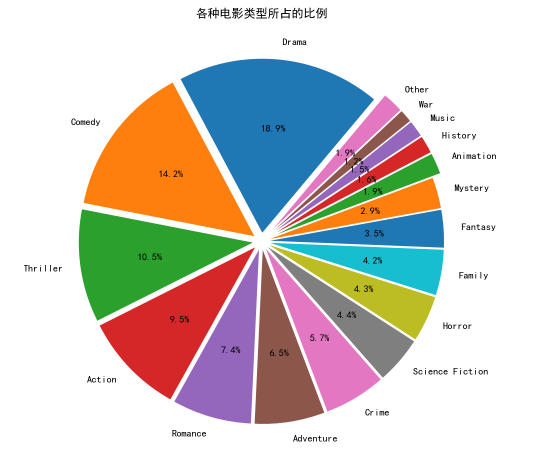 各种电影类型所占的比例
Drama
18.9%
Comedy
14.2%
Thriller
10.5%
Action
9.5%
Romance
7.4%
Adventure
6.5%
Crime
5.7%
Science Fiction
4.4%
Horror
4.3%
Family
4.2%
Fantasy
3.5%
Mystery
2.9%
Animation
1.9%
History
1.6%
Music
1.5%
War
1.2%
Other
1.9%